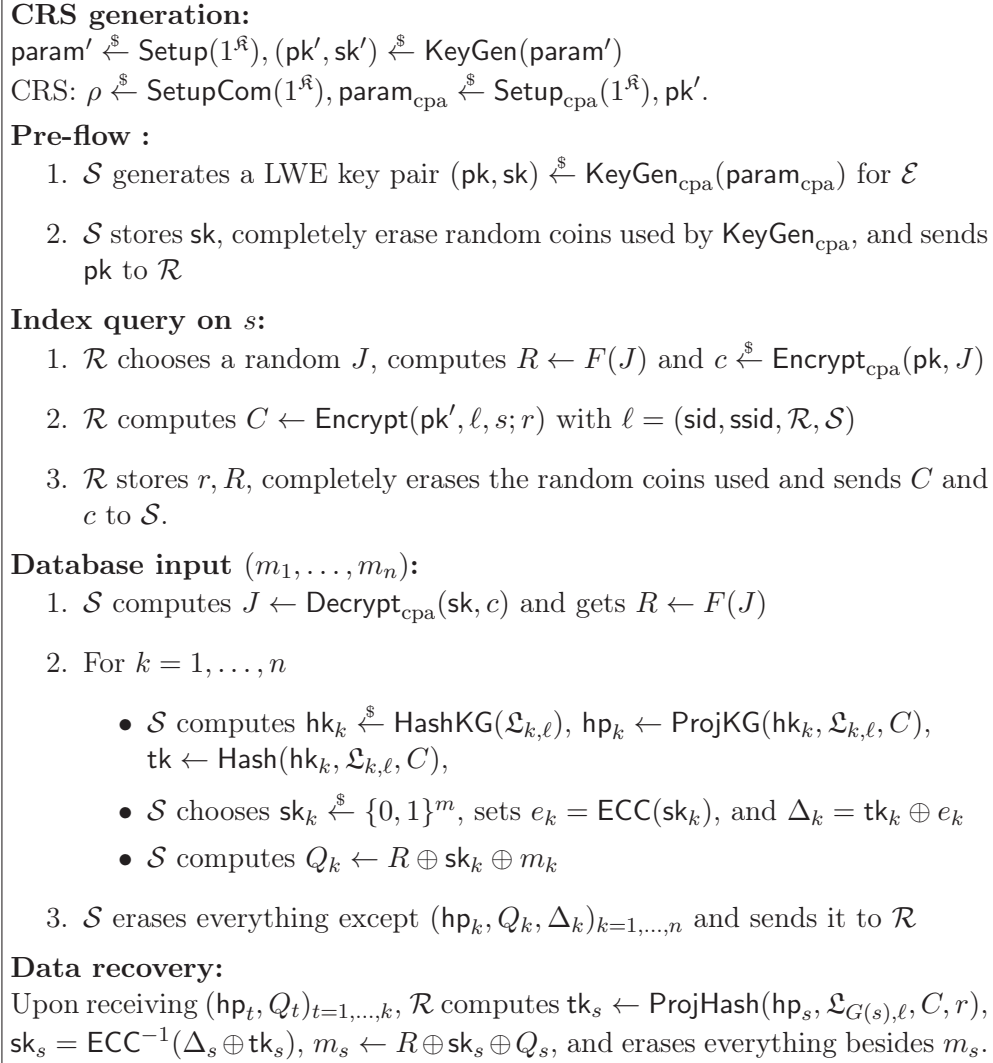 CRS generation:
param′ ←$ Setup(1^𝔎), (pk′, sk′) ←$ KeyGen(param′)
CRS: ρ ←$ SetupCom(1^𝔎), param_cpa ←$ Setup_cpa(1^𝔎), pk′.
Pre-flow :
1. 𝒮 generates a LWE key pair (pk, sk) ←$ KeyGen_cpa(param_cpa) for ℰ
2. 𝒮 stores sk, completely erase random coins used by KeyGen_cpa, and sends
pk to ℛ
Index query on s:
1. ℛ chooses a random J, computes R ← F(J) and c ←$ Encrypt_cpa(pk, J)
2. ℛ computes C ← Encrypt(pk′, ℓ, s; r) with ℓ = (sid, ssid, ℛ, 𝒮)
3. ℛ stores r, R, completely erases the random coins used and sends C and
c to 𝒮.
Database input (m_1, . . . , m_n):
1. 𝒮 computes J ← Decrypt_cpa(sk, c) and gets R ← F(J)
2. For k = 1, . . . , n
• 𝒮 computes hk_k ←$ HashKG(𝔏_{k,ℓ}), hp_k ← ProjKG(hk_k, 𝔏_{k,ℓ}, C),
tk ← Hash(hk_k, 𝔏_{k,ℓ}, C),
• 𝒮 chooses sk_k ←$ {0, 1}^m, sets e_k = ECC(sk_k), and Δ_k = tk_k ⊕ e_k
• 𝒮 computes Q_k ← R ⊕ sk_k ⊕ m_k
3. 𝒮 erases everything except (hp_k, Q_k, Δ_k)_{k=1,...,n} and sends it to ℛ
Data recovery:
Upon receiving (hp_t, Q_t)_{t=1,...,k}, ℛ computes tk_s ← ProjHash(hp_s, 𝔏_{G(s),ℓ}, C, r),
sk_s = ECC^{−1}(Δ_s ⊕ tk_s), m_s ← R ⊕ sk_s ⊕ Q_s, and erases everything besides m_s.